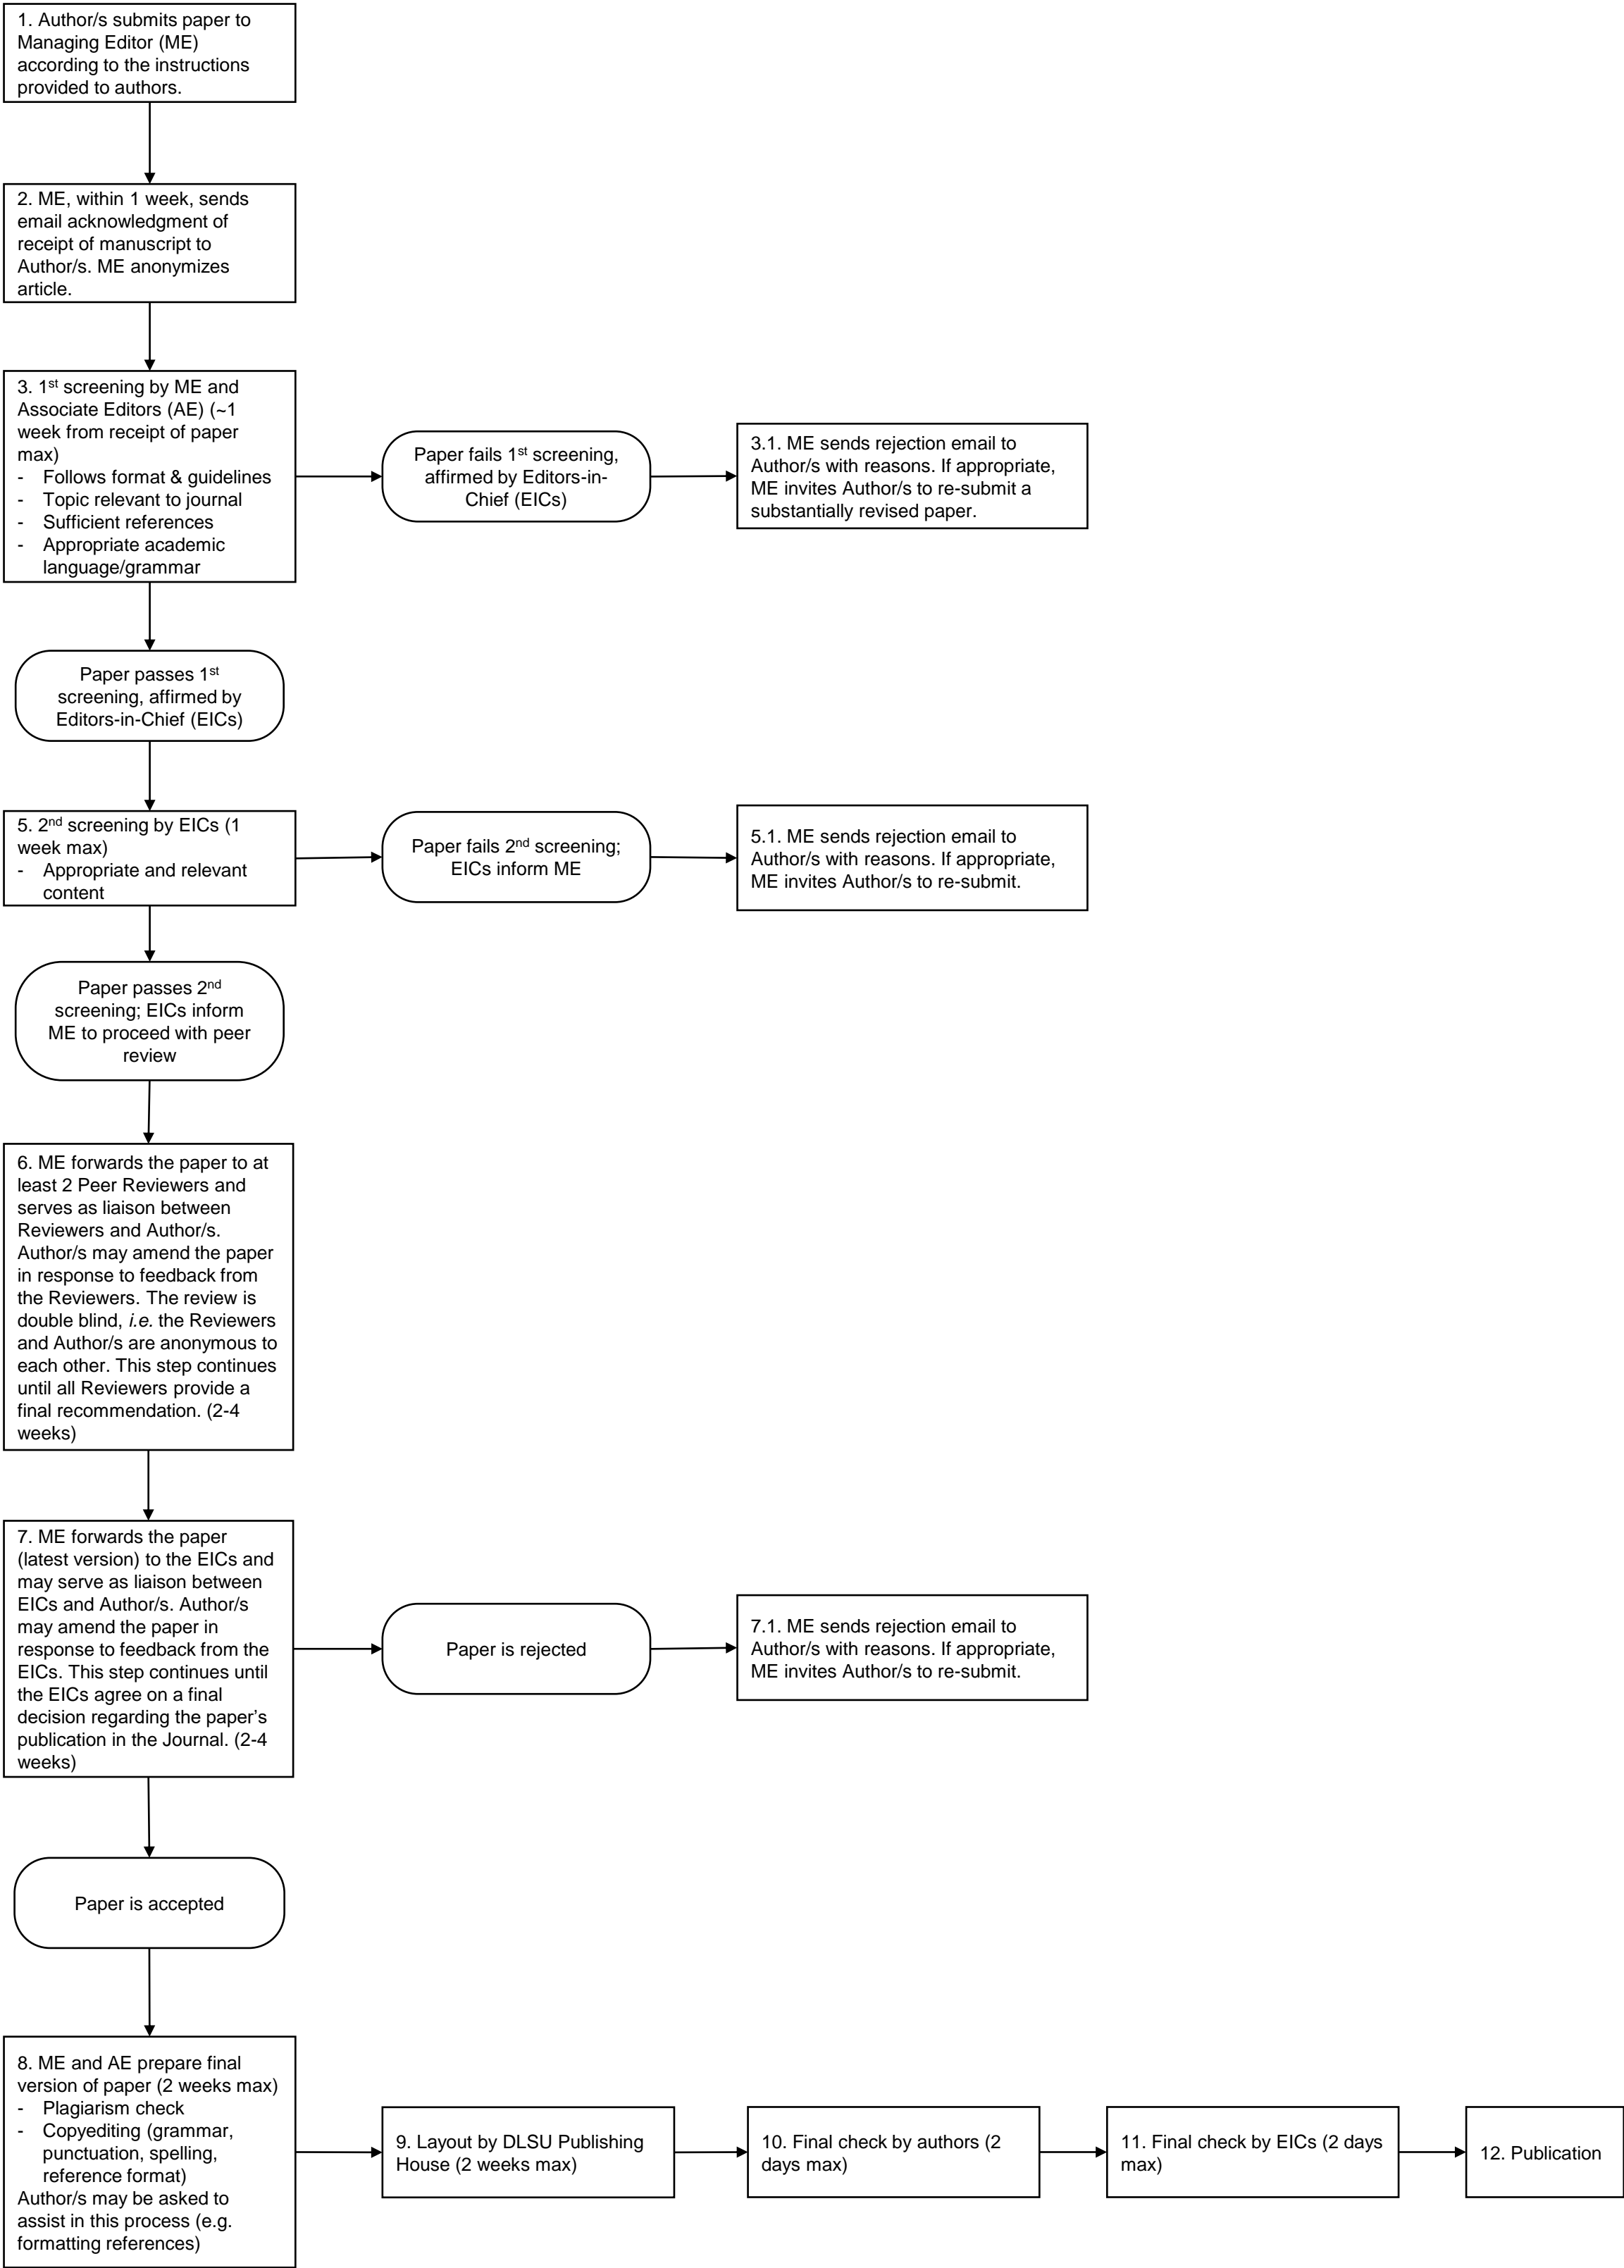 1. Author/s submits paper to
Managing Editor (ME)
according to the instructions
provided to authors.
2. ME, within 1 week, sends
email acknowledgment of
receipt of manuscript to
Author/s. ME anonymizes
article.
3. 1st screening by ME and
Associate Editors (AE) (~1
week from receipt of paper
max)
- Follows format & guidelines
- Topic relevant to journal
- Sufficient references
- Appropriate academic
language/grammar
Paper fails 1st screening,
affirmed by Editors-in-
Chief (EICs)
3.1. ME sends rejection email to
Author/s with reasons. If appropriate,
ME invites Author/s to re-submit a
substantially revised paper.
Paper passes 1st
screening, affirmed by
Editors-in-Chief (EICs)
5. 2nd screening by EICs (1
week max)
- Appropriate and relevant
content
Paper fails 2nd screening;
EICs inform ME
5.1. ME sends rejection email to
Author/s with reasons. If appropriate,
ME invites Author/s to re-submit.
Paper passes 2nd
screening; EICs inform
ME to proceed with peer
review
6. ME forwards the paper to at
least 2 Peer Reviewers and
serves as liaison between
Reviewers and Author/s.
Author/s may amend the paper
in response to feedback from
the Reviewers. The review is
double blind, i.e. the Reviewers
and Author/s are anonymous to
each other. This step continues
until all Reviewers provide a
final recommendation. (2-4
weeks)
7. ME forwards the paper
(latest version) to the EICs and
may serve as liaison between
EICs and Author/s. Author/s
may amend the paper in
response to feedback from the
EICs. This step continues until
the EICs agree on a final
decision regarding the paper’s
publication in the Journal. (2-4
weeks)
Paper is rejected
7.1. ME sends rejection email to
Author/s with reasons. If appropriate,
ME invites Author/s to re-submit.
Paper is accepted
8. ME and AE prepare final
version of paper (2 weeks max)
- Plagiarism check
- Copyediting (grammar,
punctuation, spelling,
reference format)
Author/s may be asked to
assist in this process (e.g.
formatting references)
9. Layout by DLSU Publishing
House (2 weeks max)
10. Final check by authors (2
days max)
11. Final check by EICs (2 days
max)
12. Publication